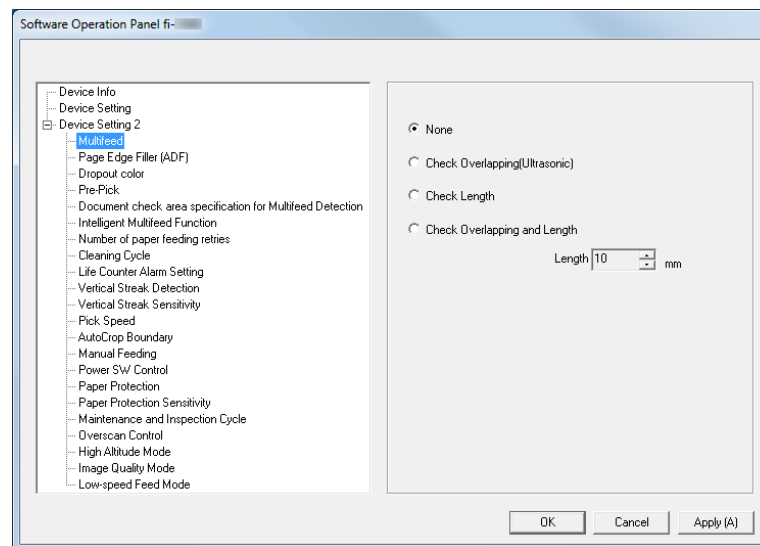 Software Operation Panel fi-
Device Info
Device Setting
Device Setting 2
Multifeed
Page Edge Filler (ADF)
Dropout color
Pre-Pick
Document check area specification for Multifeed Detection
Intelligent Multifeed Function
Number of paper feeding retries
Cleaning Cycle
Life Counter Alarm Setting
Vertical Streak Detection
Vertical Streak Sensitivity
Pick Speed
AutoCrop Boundary
Manual Feeding
Power SW Control
Paper Protection
Paper Protection Sensitivity
Maintenance and Inspection Cycle
Overscan Control
High Altitude Mode
Image Quality Mode
Low-speed Feed Mode
None
Check Overlapping(Ultrasonic)
Check Length
Check Overlapping and Length
Length 10 mm
OK Cancel Apply (A)